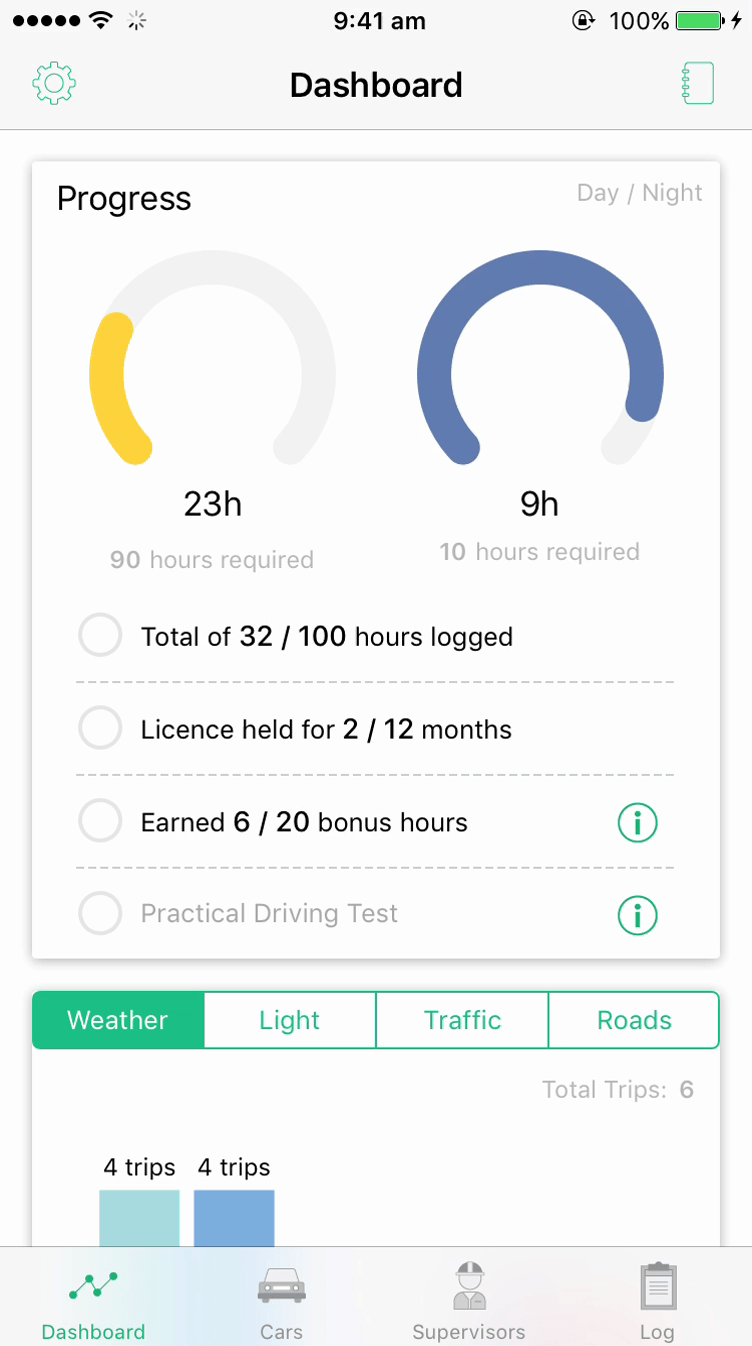 9:41 am
100%
Dashboard
Progress
Day / Night
23h
9h
90 hours required
10 hours required
Total of 32 / 100 hours logged
Licence held for 2 / 12 months
Earned 6 / 20 bonus hours
Practical Driving Test
Weather
Light
Traffic
Roads
Total Trips: 6
4 trips
4 trips
Dashboard
Cars
Supervisors
Log